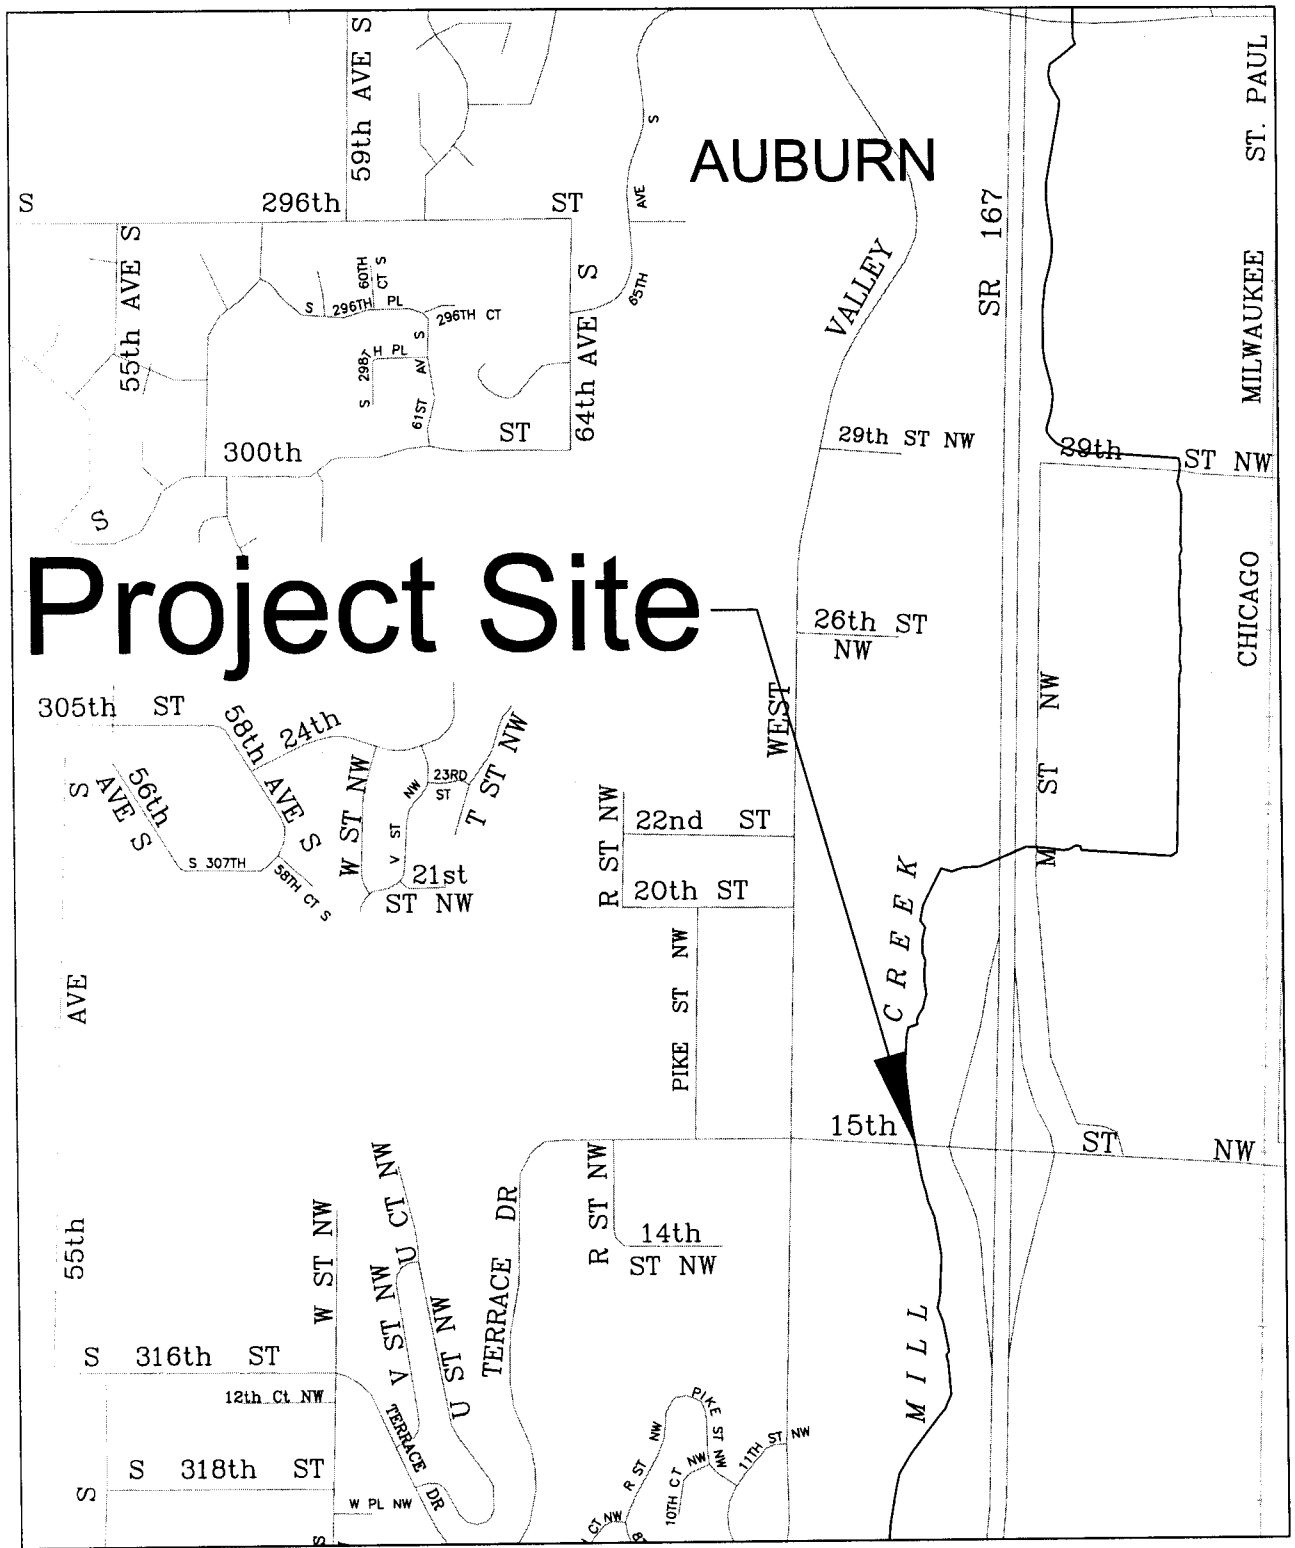 59th AVE S
ST. PAUL
AUBURN
S 296th ST
S AVE
65TH
SR 167
VALLEY
MILWAUKEE
55th AVE S
60TH CT S
S 296TH PL
296TH CT
64th AVE S
H PL
S 298
61ST AV S
300th ST
29th ST NW
29th ST NW
S
Project Site
CHICAGO
26th ST
NW
WEST
M ST NW
305th ST
58th AVE S
24th
56th
AVE S
S
W ST NW
V ST NW
23RD
ST
T ST NW
R ST NW
22nd ST
S 307TH
58TH CT S
21st
ST NW
20th ST
CREEK
AVE
PIKE ST NW
15th ST NW
55th
W ST NW
U CT NW
V ST NW
U ST NW
TERRACE DR
R ST NW
14th
ST NW
MILL
S 316th ST
12th Ct NW
TERRACE DR
PIKE ST NW
R ST NW
10TH CT NW
11TH ST NW
S 318th ST
S
W PL NW
S
CT NW